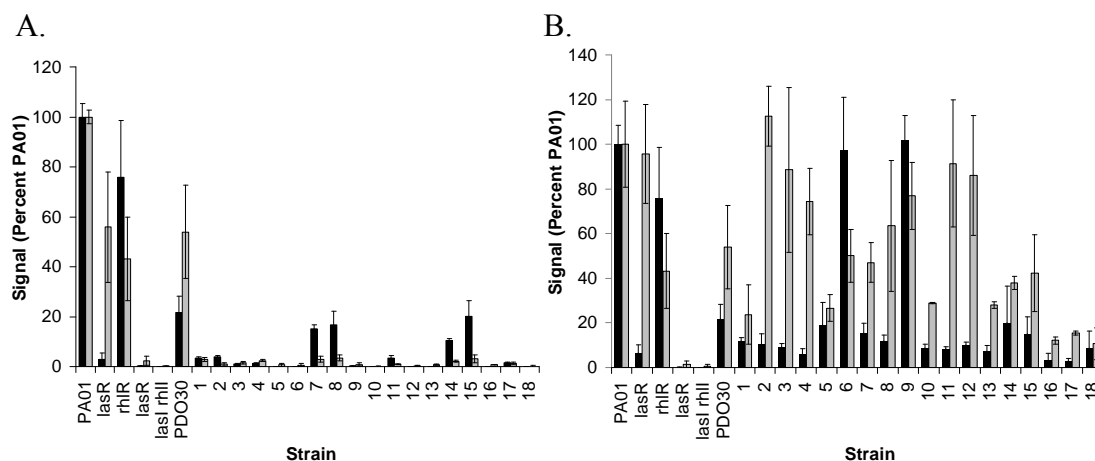 A.
120
100
80
60
40
20
0
Signal (Percent PA01)
PA01
lasR
rhlR
lasR
lasI rhlI
PDO30
1
2
3
4
5
6
7
8
9
10
11
12
13
14
15
16
17
18
Strain
B.
140
120
100
80
60
40
20
0
Signal (Percent PA01)
PA01
lasR
rhlR
lasR
lasI rhlI
PDO30
1
2
3
4
5
6
7
8
9
10
11
12
13
14
15
16
17
18
Strain